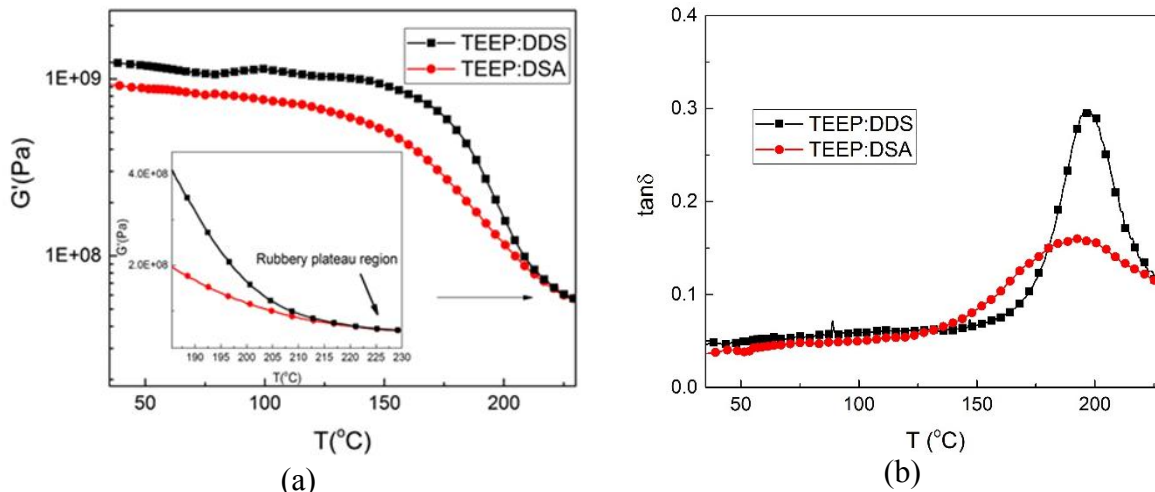 1E+09
1E+08
G'(Pa)
TEEP:DDS
TEEP:DSA
4.0E+08
2.0E+08
G'(Pa)
Rubbery plateau region
190 195 200 205 210 215 220 225 230
T(°C)
50 100 150 200
T(°C)
(a)
0.4
0.3
0.2
0.1
0.0
tanδ
TEEP:DDS
TEEP:DSA
50 100 150 200
T (°C)
(b)